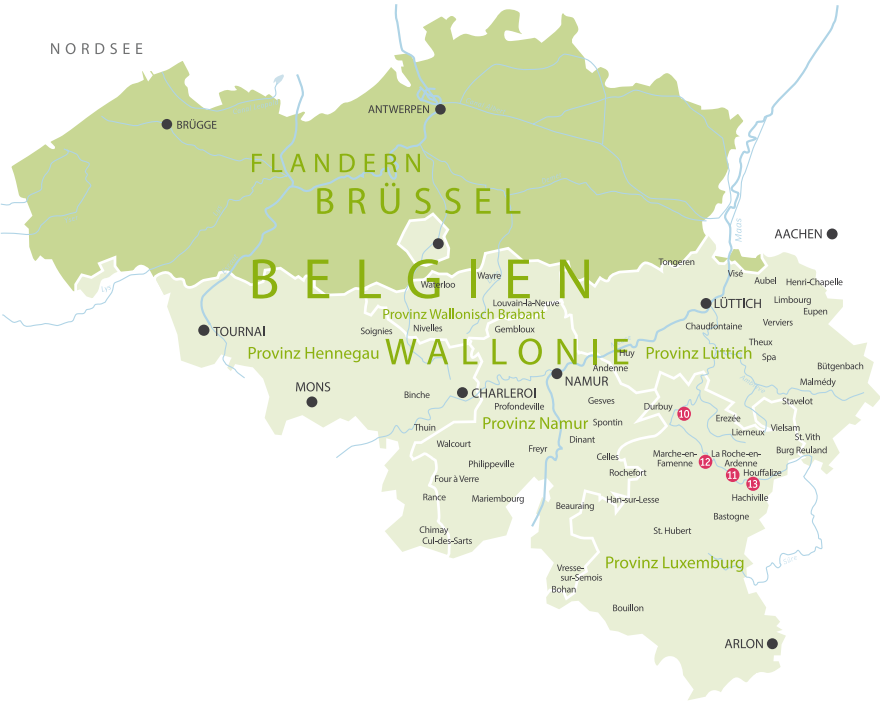 NORDSEE
ANTWERPEN
BRÜGGE
FLANDERN
BRÜSSEL
Maas
AACHEN
Tongeren
Visé
Wavre
BELGIEN
Waterloo
Lys
Aubel
Henri-Chapelle
Louvain-la-Neuve
LÜTTICH
Limbourg
Eupen
Provinz Wallonisch Brabant
Chaudfontaine
Verviers
TOURNAI
Soignies
Nivelles
Gembloux
Theux
Provinz Hennegau
WALLONIE
Huy
Provinz Lüttich
Spa
Andenne
Bütgenbach
Malmédy
MONS
NAMUR
Binche
CHARLEROI
Profondeville
Gesves
Durbuy
10
Stavelot
Erezée
Thuin
Provinz Namur
Spontin
Lierneux
Vielsam
St. Vith
Walcourt
Dinant
Freyr
Burg Reuland
Celles
Marche-en-
Famenne
12
La Roche-en-
Ardenne
Philippeville
Rochefort
11
Houffalize
13
Four à Verre
Hachiville
Rance
Mariembourg
Han-sur-Lesse
Beauraing
Bastogne
Chimay
Cul-des-Sarts
St. Hubert
Provinz Luxemburg
Sûre
Vresse-
sur-Semois
Bohan
Bouillon
ARLON